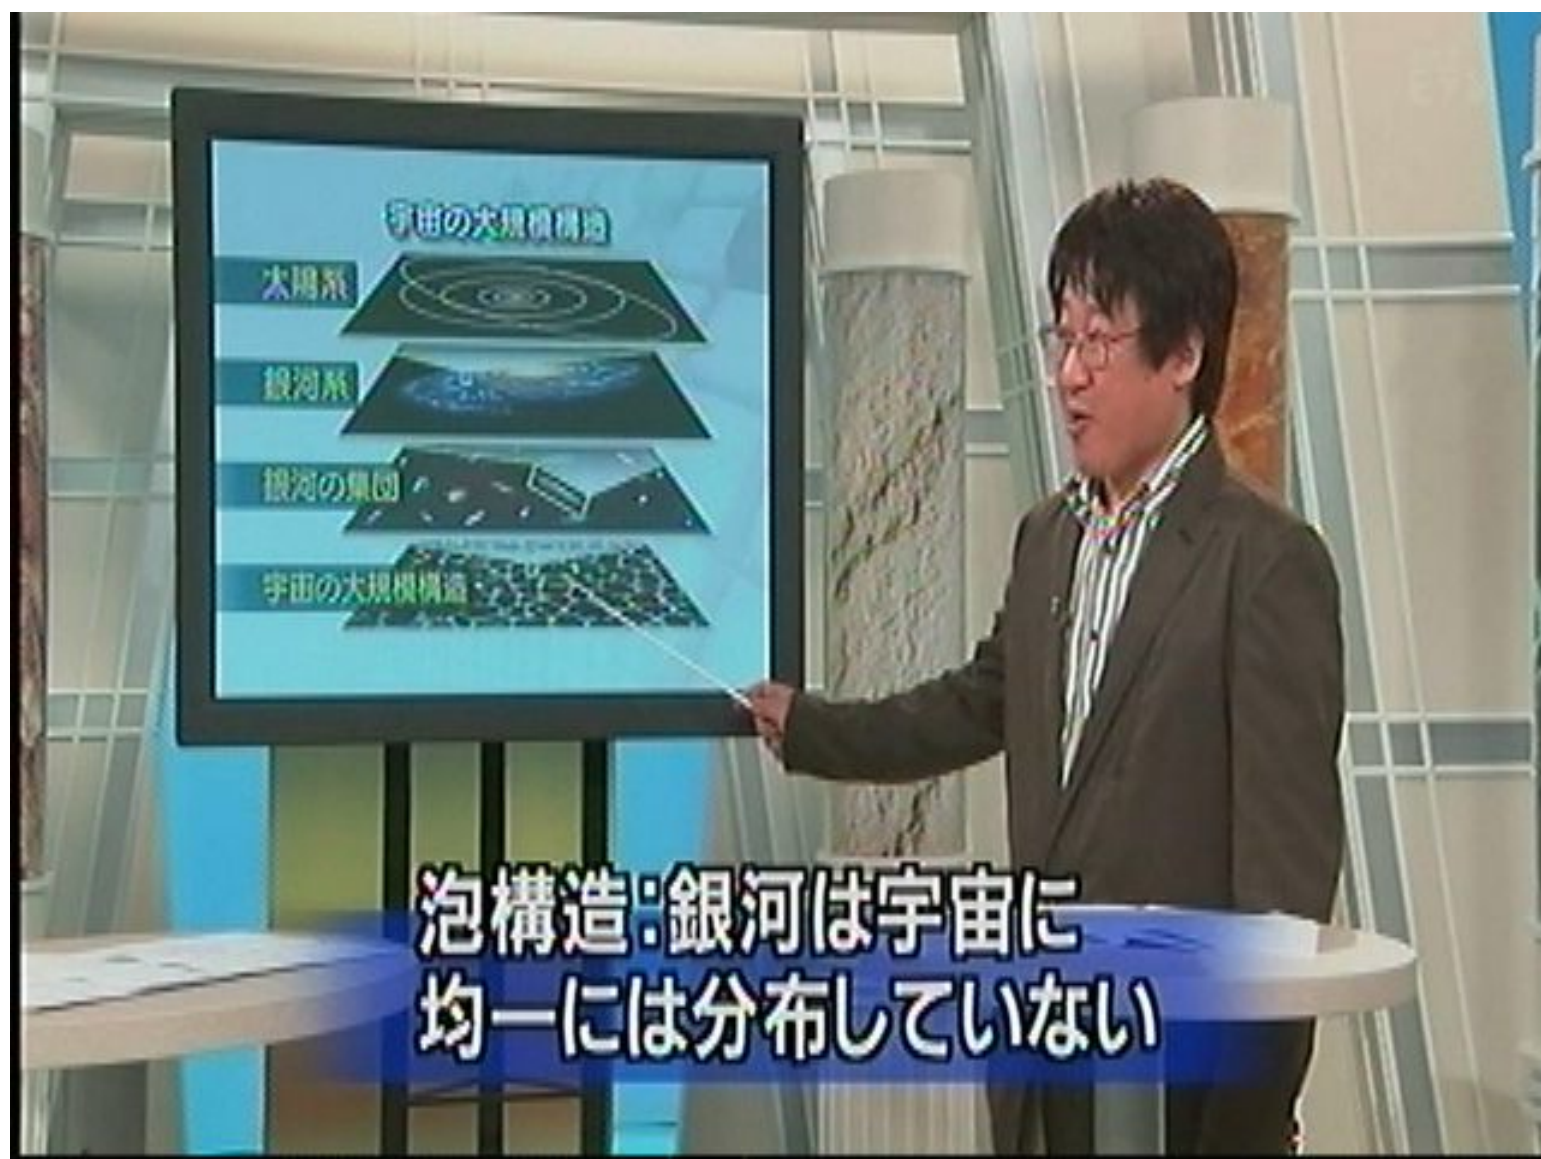 宇宙の大規模構造
太陽系
銀河系
銀河の集団
宇宙の大規模構造
泡構造:銀河は宇宙に
均一には分布していない